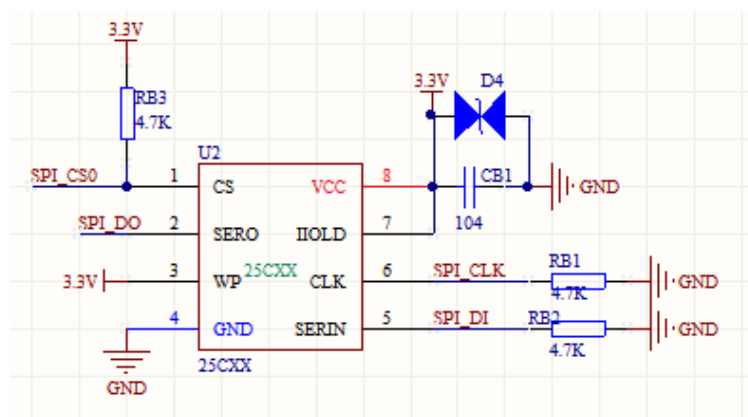 3.3V
RB3
4.7K
3.3V
D4
U2
SPI_CS0
1
CS
VCC
8
CB1
GND
104
SPI_DO
2
SERO
HOLD
7
3.3V
3
WP
25CXX
CLK
6
SPI_CLK
RB1
4.7K
GND
4
GND
SERIN
5
SPI_DI
RB2
4.7K
GND
GND
25CXX